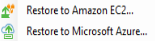 Restore to Amazon EC2...
Restore to Microsoft Azure...